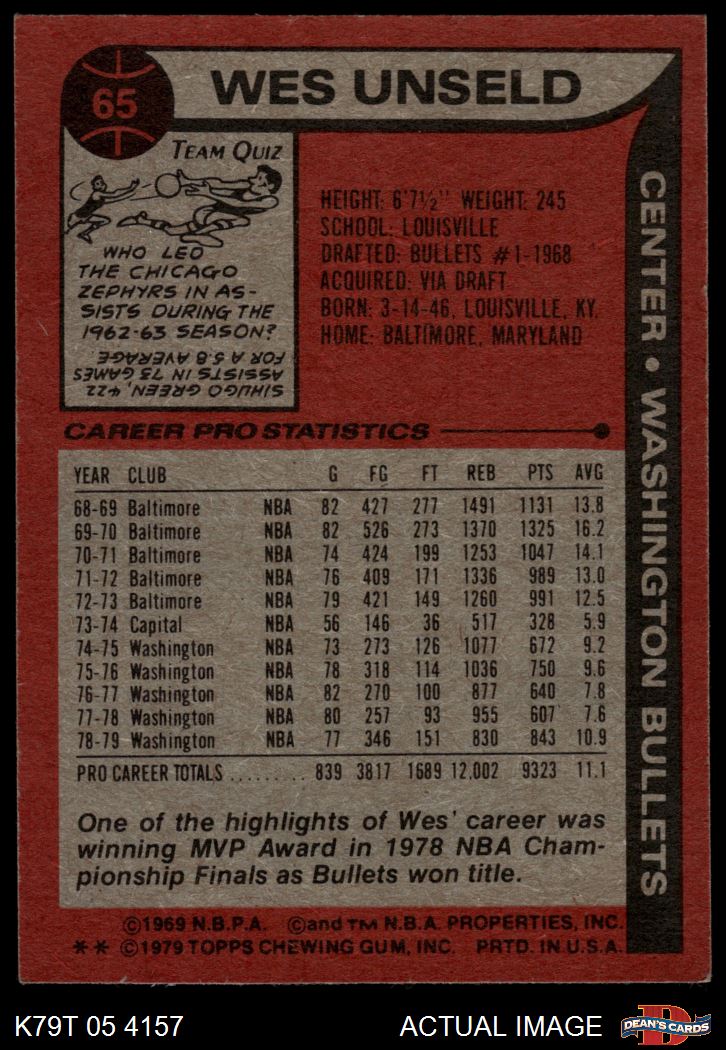 65
WES UNSELD
TEAM QUIZ
WHO LED
THE CHICAGO
ZEPHYRS IN AS-
SISTS DURING THE
1962-63 SEASON?
SIHUGO GREEN, 422
ASSISTS IN 73 GAMES
FOR A 5.8 AVERAGE.
HEIGHT: 6'7½" WEIGHT: 245
SCHOOL: LOUISVILLE
DRAFTED: BULLETS #1-1968
ACQUIRED: VIA DRAFT
BORN: 3-14-46, LOUISVILLE, KY.
HOME: BALTIMORE, MARYLAND
CENTER • WASHINGTON BULLETS
CAREER PRO STATISTICS
YEAR CLUB G FG FT REB PTS AVG
68-69 Baltimore NBA 82 427 277 1491 1131 13.8
69-70 Baltimore NBA 82 526 273 1370 1325 16.2
70-71 Baltimore NBA 74 424 199 1253 1047 14.1
71-72 Baltimore NBA 76 409 171 1336 989 13.0
72-73 Baltimore NBA 79 421 149 1260 991 12.5
73-74 Capital NBA 56 146 36 517 328 5.9
74-75 Washington NBA 73 273 126 1077 672 9.2
75-76 Washington NBA 78 318 114 1036 750 9.6
76-77 Washington NBA 82 270 100 877 640 7.8
77-78 Washington NBA 80 257 93 955 607 7.6
78-79 Washington NBA 77 346 151 830 843 10.9
PRO CAREER TOTALS ......... 839 3817 1689 12,002 9323 11.1
One of the highlights of Wes' career was
winning MVP Award in 1978 NBA Cham-
pionship Finals as Bullets won title.
©1969 N.B.P.A. ©and TM N.B.A. PROPERTIES, INC.
** ©1979 TOPPS CHEWING GUM, INC. PRTD. IN U.S.A.
K79T 05 4157 ACTUAL IMAGE
D
DEAN'S CARDS